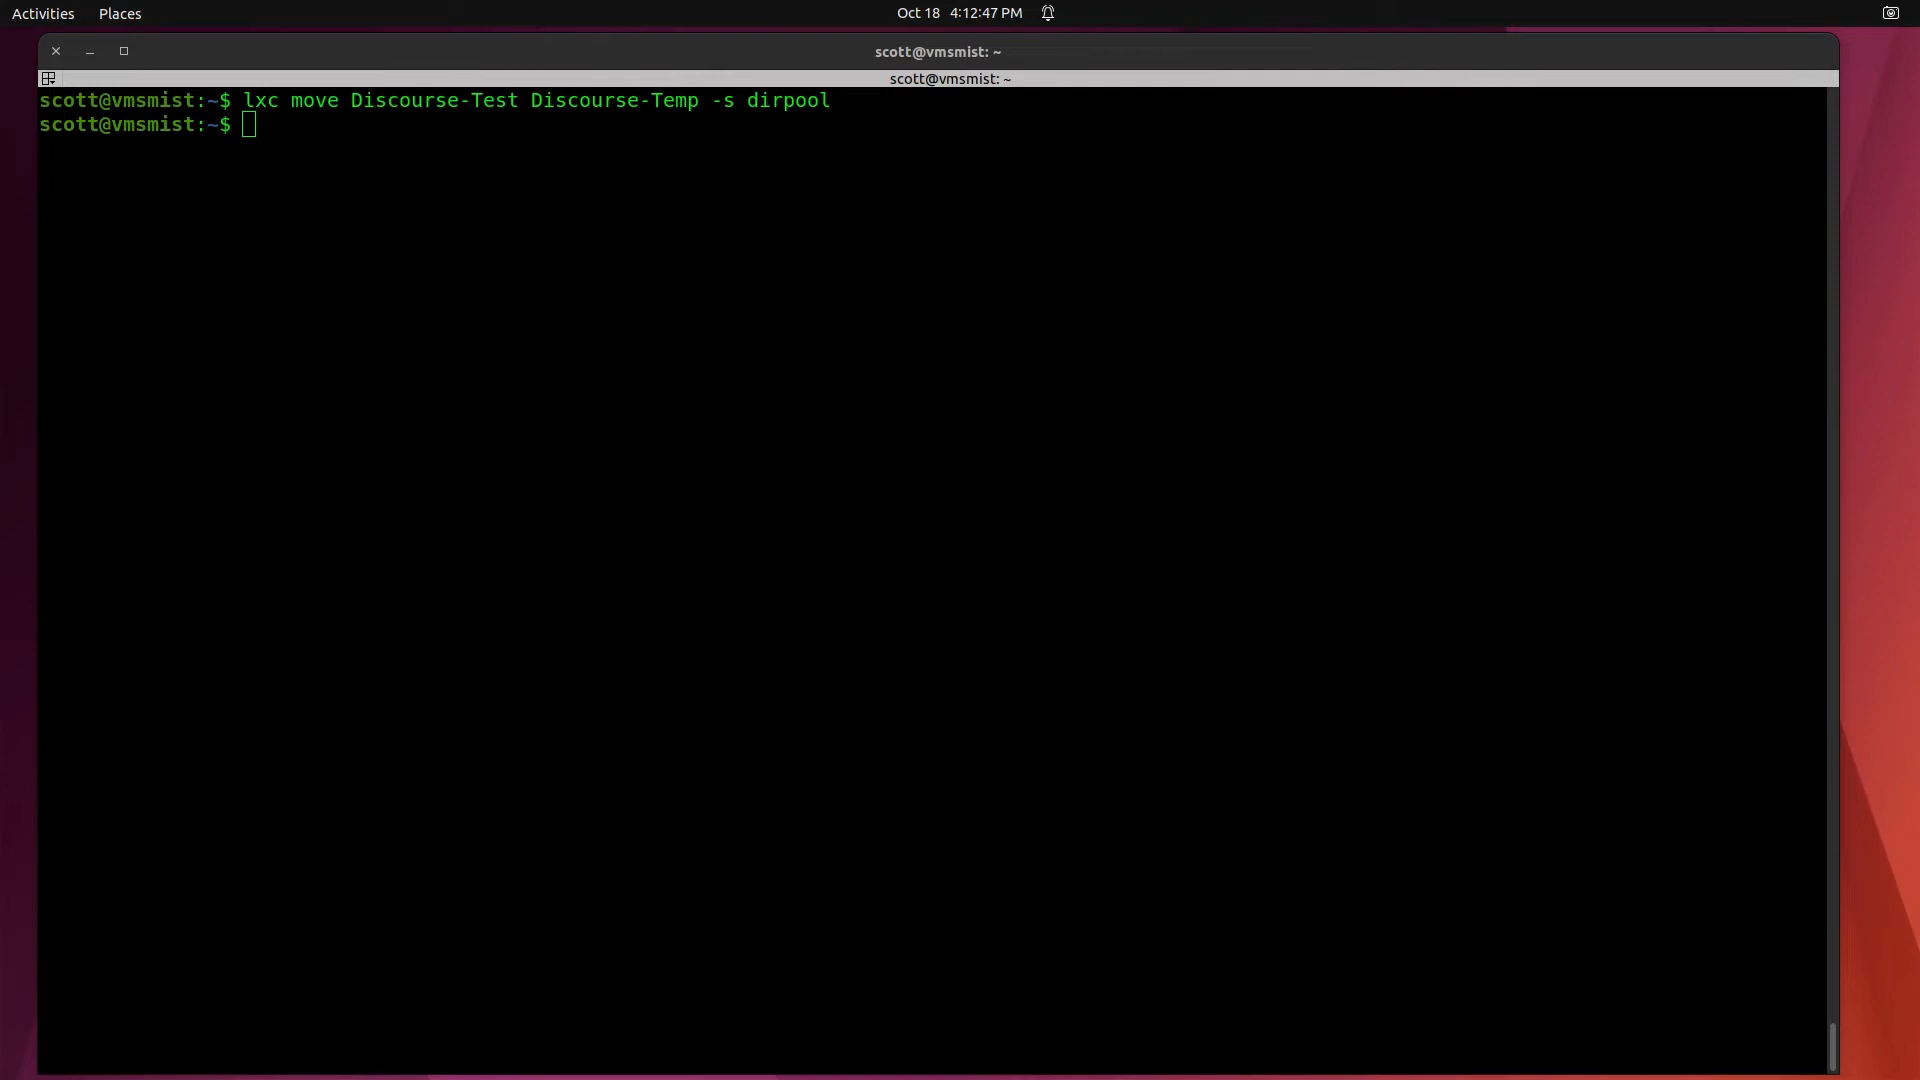 Activities Places Oct 18 4:12:47 PM
scott@vmsmist: ~
scott@vmsmist: ~
scott@vmsmist:~$ lxc move Discourse-Test Discourse-Temp -s dirpool
scott@vmsmist:~$